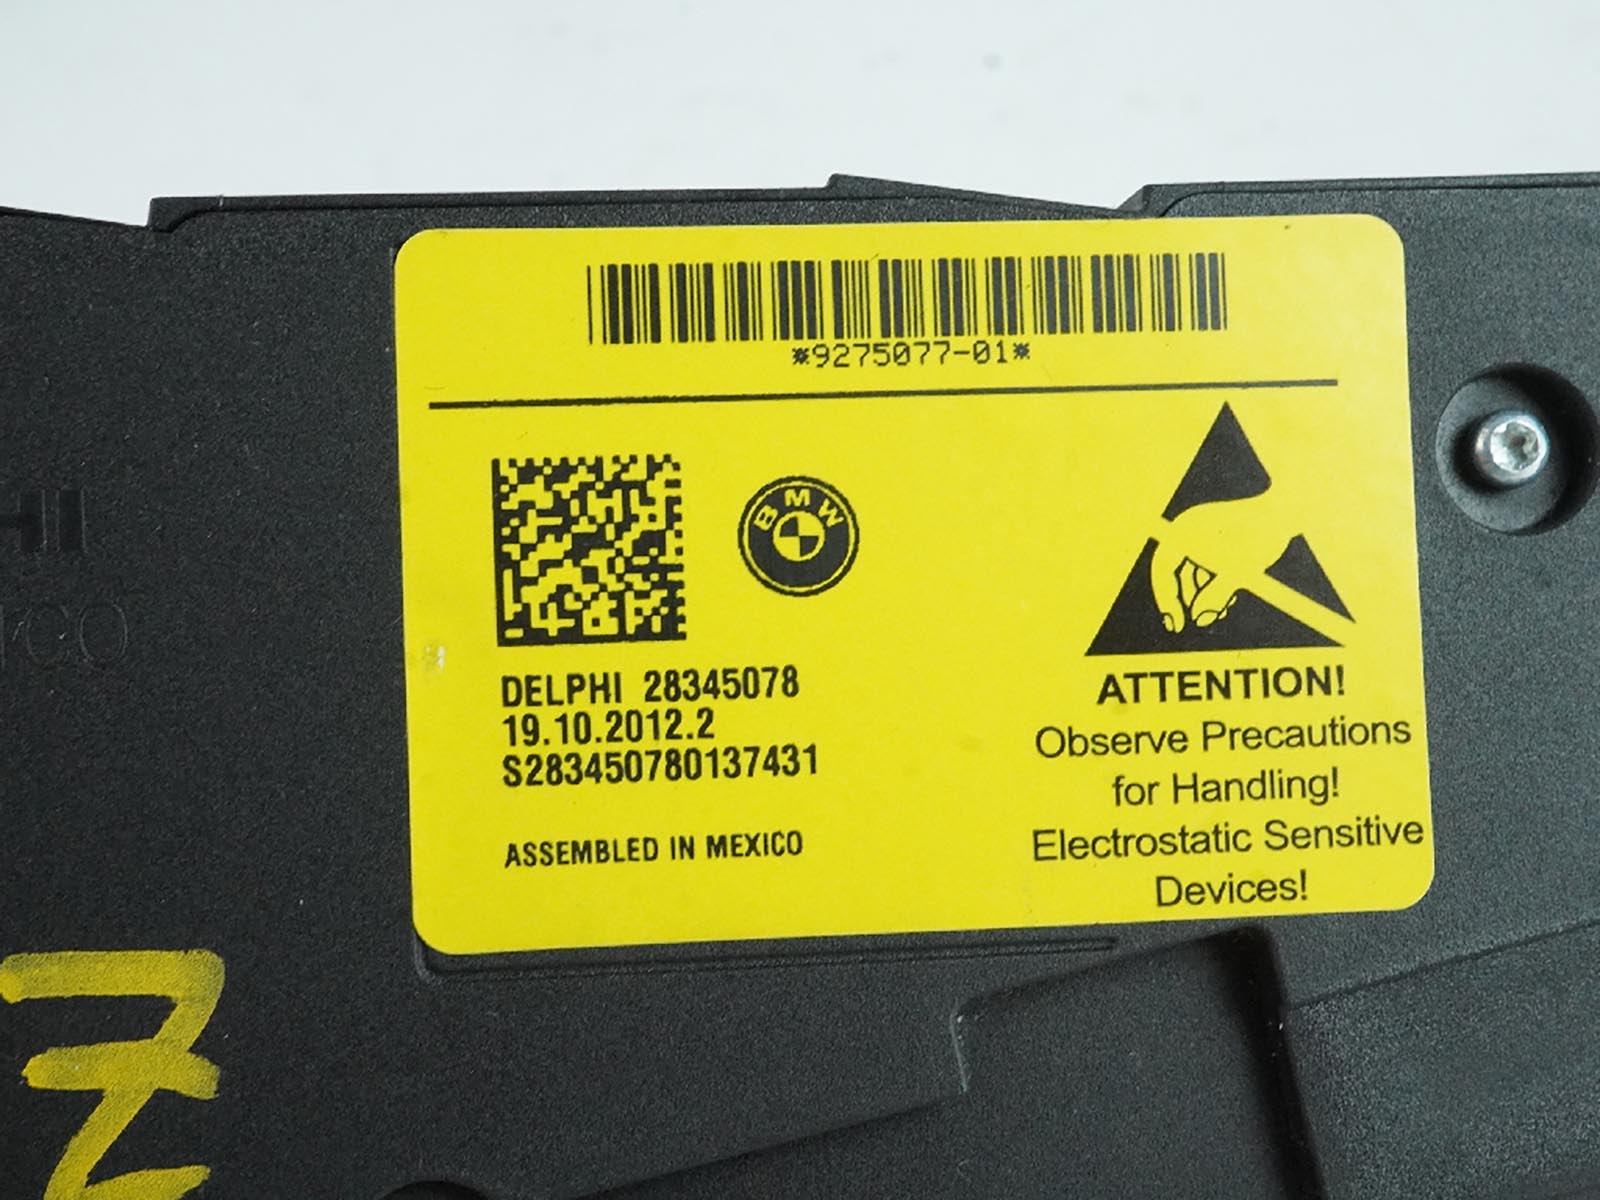 *9275077-01*
BMW
DELPHI 28345078
19.10.2012.2
S283450780137431
ASSEMBLED IN MEXICO
ATTENTION!
Observe Precautions
for Handling!
Electrostatic Sensitive
Devices!